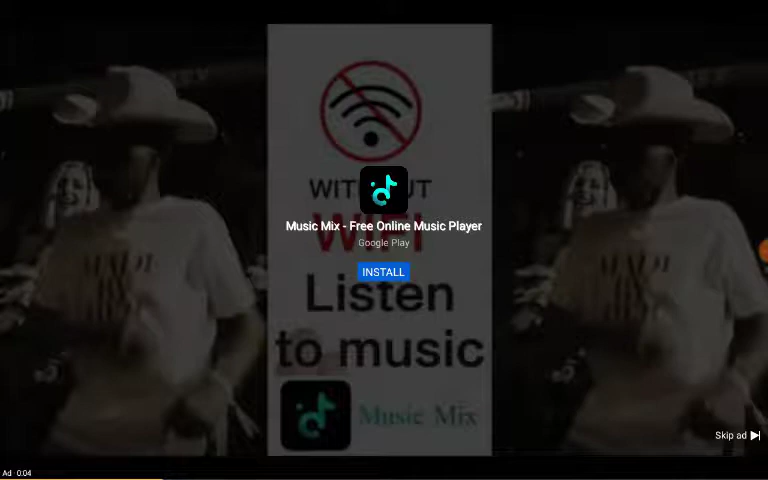 WITHOUT
WIFI
Music Mix - Free Online Music Player
Google Play
INSTALL
Listen
to music
Music Mix
Skip ad
Ad 0:04